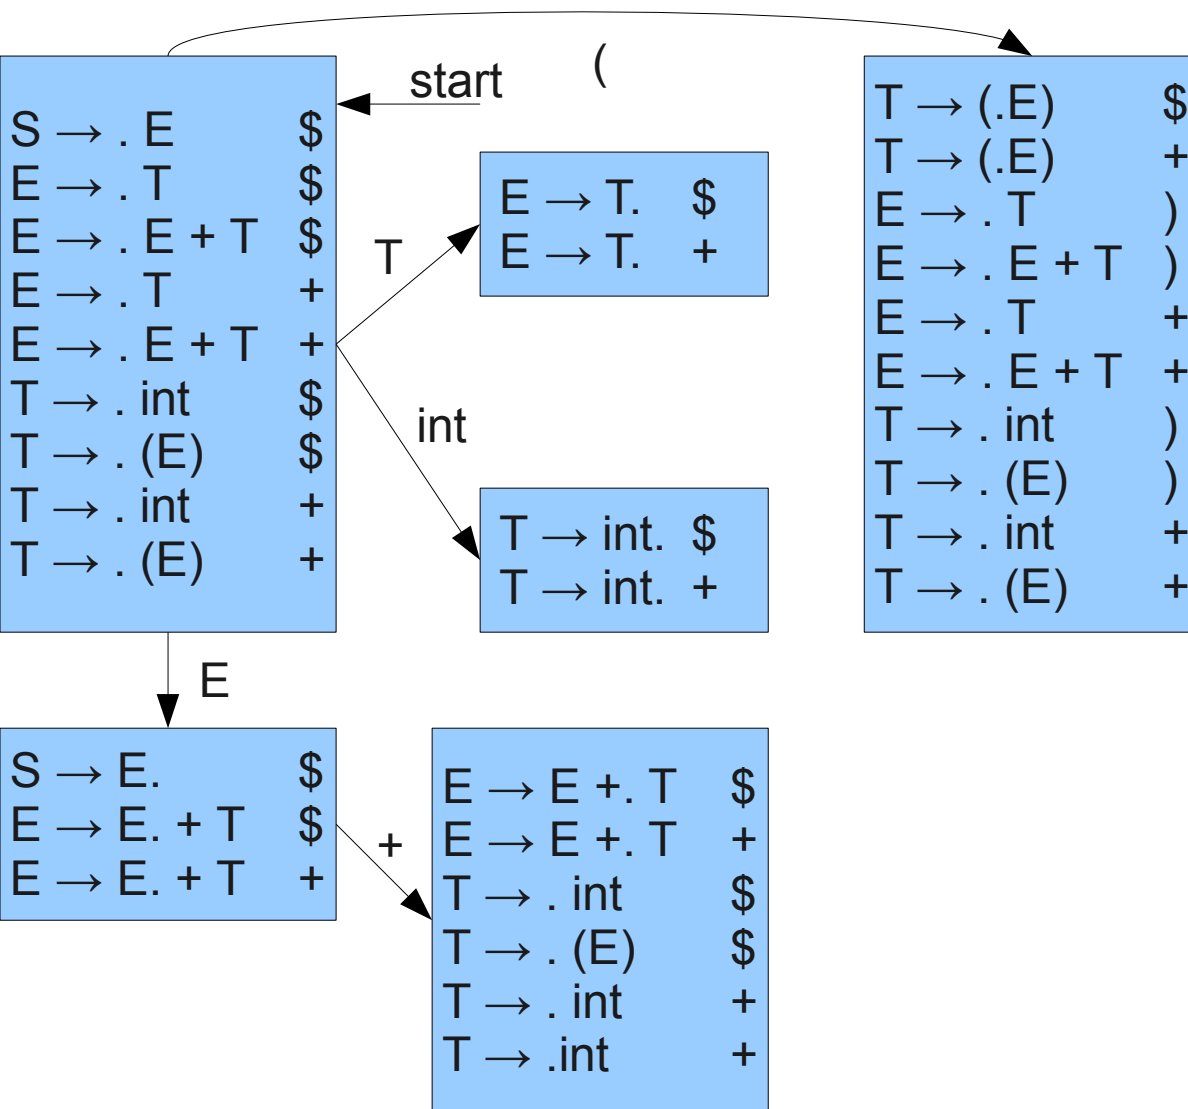 (
start
S → . E $
E → . T $
E → . E + T $
E → . T +
E → . E + T +
T → . int $
T → . (E) $
T → . int +
T → . (E) +
T
E → T. $
E → T. +
int
T → int. $
T → int. +
T → (.E) $
T → (.E) +
E → . T )
E → . E + T )
E → . T +
E → . E + T +
T → . int )
T → . (E) )
T → . int +
T → . (E) +
E
S → E. $
E → E. + T $
E → E. + T +
+
E → E +. T $
E → E +. T +
T → . int $
T → . (E) $
T → . int +
T → .int +